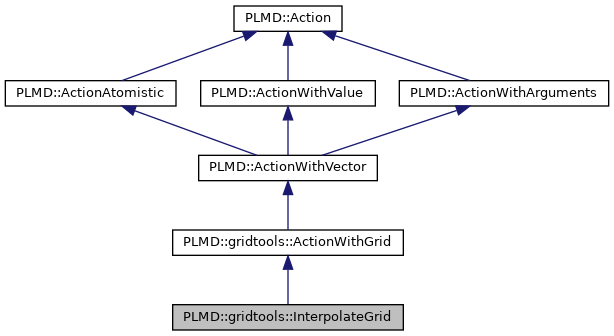 PLMD::Action
PLMD::ActionAtomistic
PLMD::ActionWithValue
PLMD::ActionWithArguments
PLMD::ActionWithVector
PLMD::gridtools::ActionWithGrid
PLMD::gridtools::InterpolateGrid